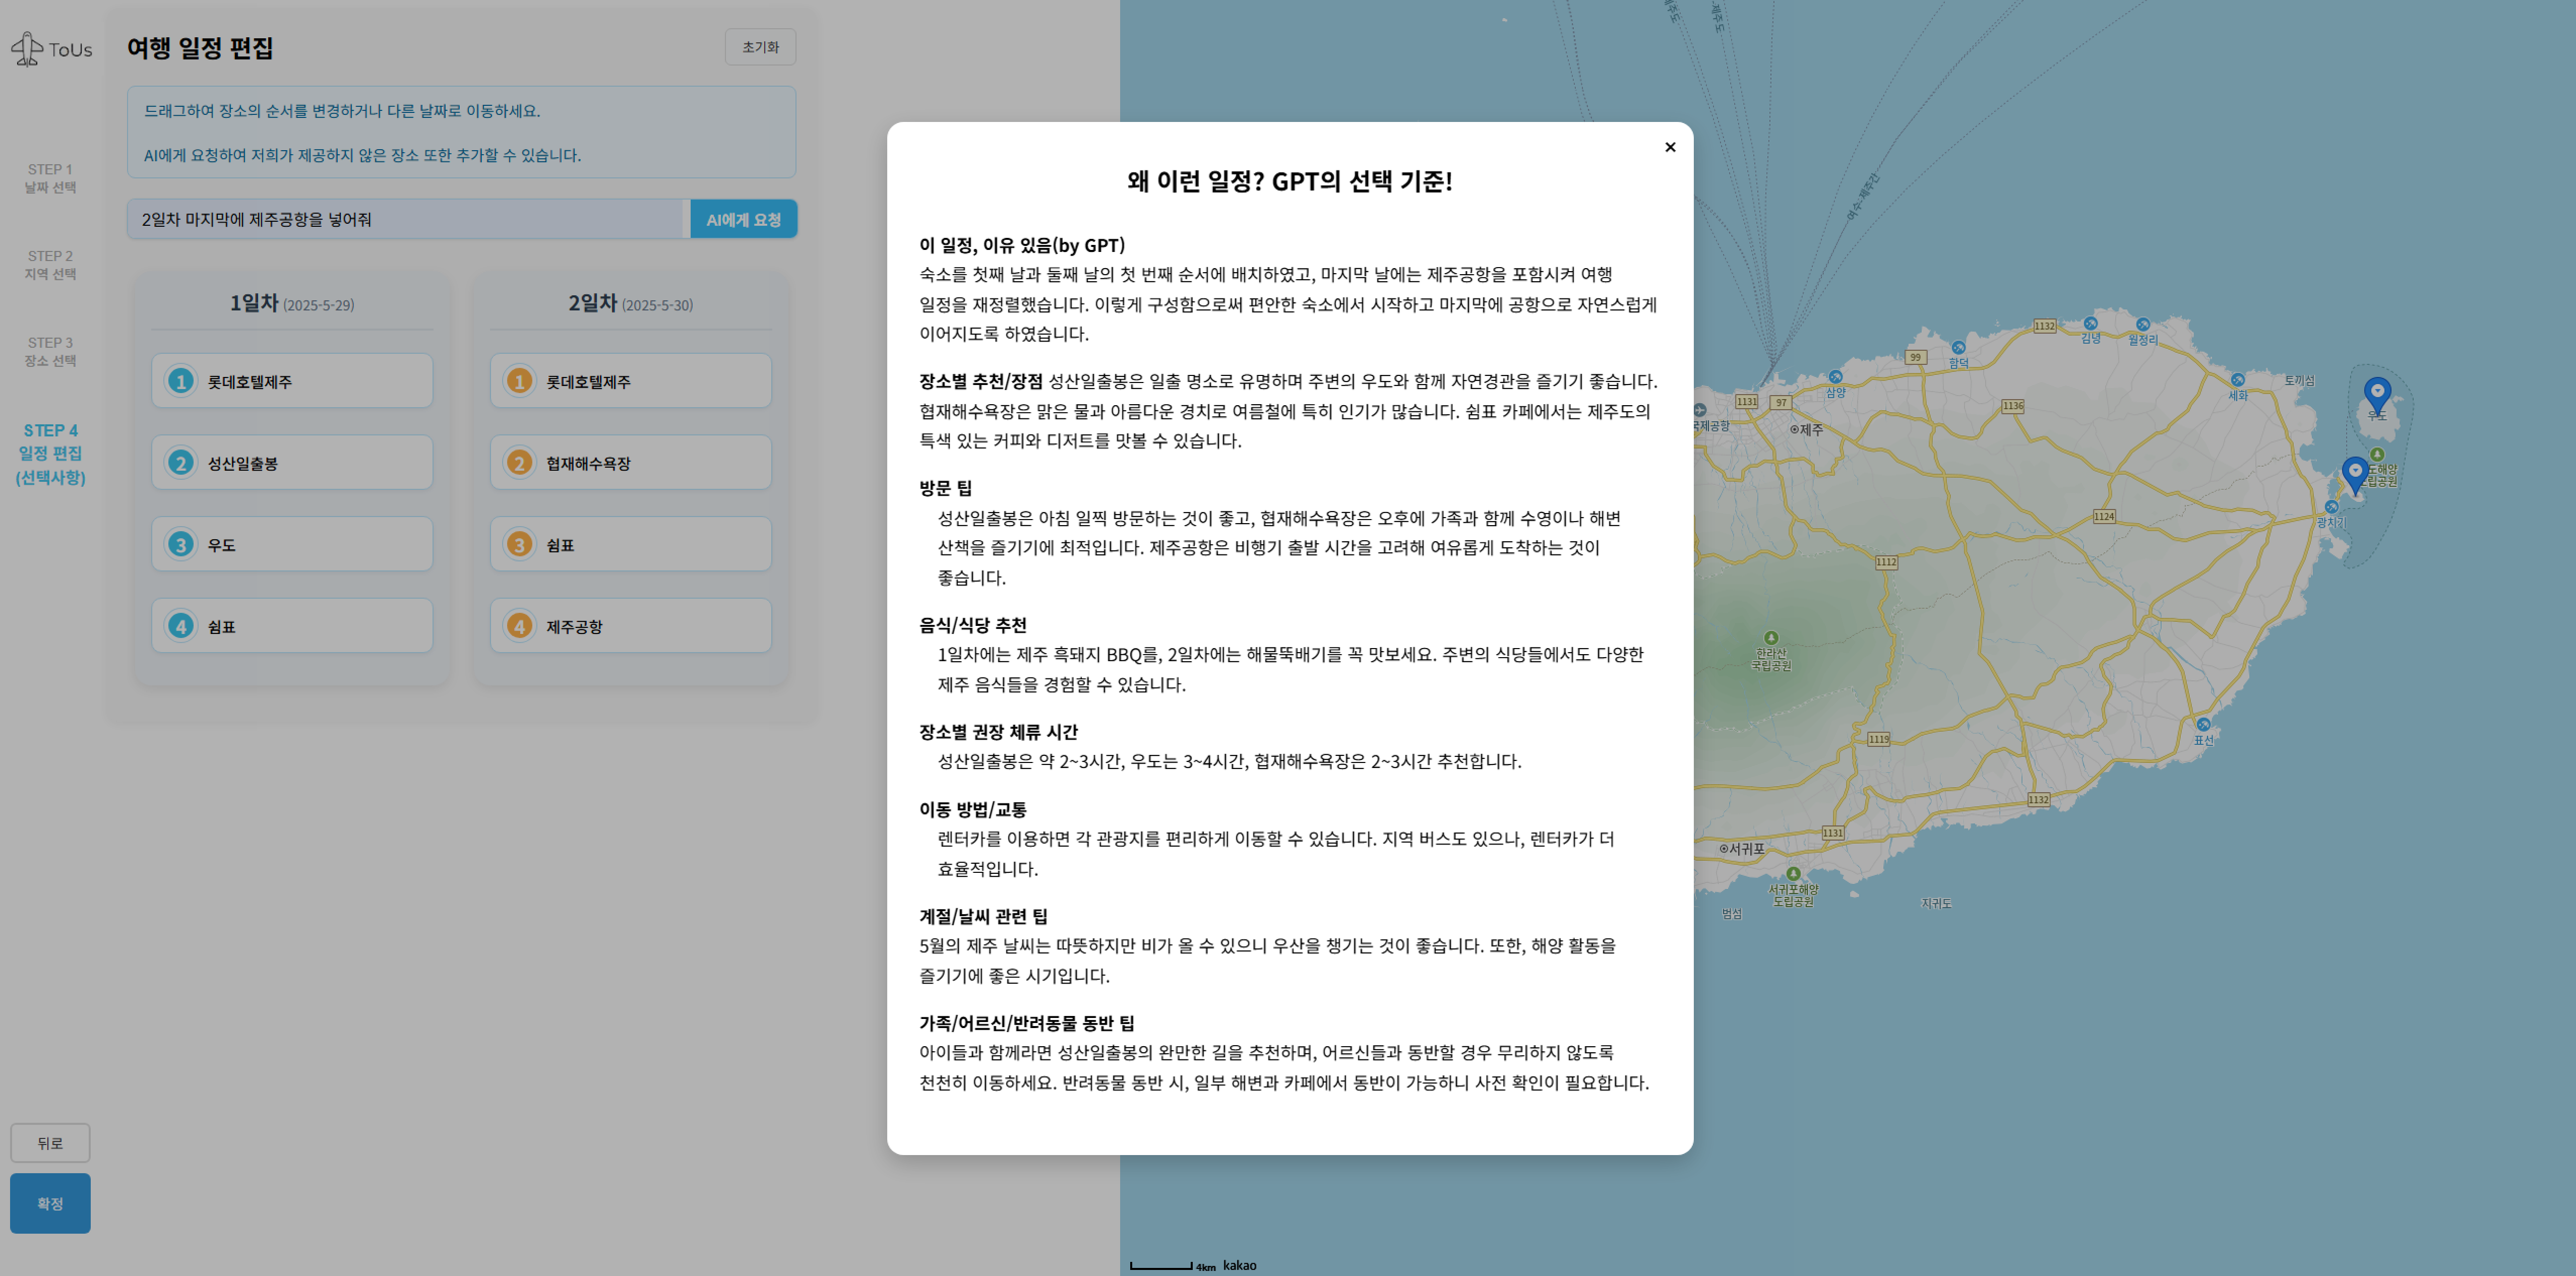 ToUs
STEP 1
날짜 선택
STEP 2
지역 선택
STEP 3
장소 선택
STEP 4
일정 편집
(선택사항)
뒤로
확정
여행 일정 편집
초기화
드래그하여 장소의 순서를 변경하거나 다른 날짜로 이동하세요.
AI에게 요청하여 저희가 제공하지 않은 장소 또한 추가할 수 있습니다.
2일차 마지막에 제주공항을 넣어줘
AI에게 요청
1일차 (2025-5-29)
1 롯데호텔제주
2 성산일출봉
3 우도
4 쉼표
2일차 (2025-5-30)
1 롯데호텔제주
2 협재해수욕장
3 쉼표
4 제주공항
×
왜 이런 일정? GPT의 선택 기준!
이 일정, 이유 있음(by GPT)
숙소를 첫째 날과 둘째 날의 첫 번째 순서에 배치하였고, 마지막 날에는 제주공항을 포함시켜 여행
일정을 재정렬했습니다. 이렇게 구성함으로써 편안한 숙소에서 시작하고 마지막에 공항으로 자연스럽게
이어지도록 하였습니다.
장소별 추천/장점 성산일출봉은 일출 명소로 유명하며 주변의 우도와 함께 자연경관을 즐기기 좋습니다.
협재해수욕장은 맑은 물과 아름다운 경치로 여름철에 특히 인기가 많습니다. 쉼표 카페에서는 제주도의
특색 있는 커피와 디저트를 맛볼 수 있습니다.
방문 팁
성산일출봉은 아침 일찍 방문하는 것이 좋고, 협재해수욕장은 오후에 가족과 함께 수영이나 해변
산책을 즐기기에 최적입니다. 제주공항은 비행기 출발 시간을 고려해 여유롭게 도착하는 것이
좋습니다.
음식/식당 추천
1일차에는 제주 흑돼지 BBQ를, 2일차에는 해물뚝배기를 꼭 맛보세요. 주변의 식당들에서도 다양한
제주 음식들을 경험할 수 있습니다.
장소별 권장 체류 시간
성산일출봉은 약 2~3시간, 우도는 3~4시간, 협재해수욕장은 2~3시간 추천합니다.
이동 방법/교통
렌터카를 이용하면 각 관광지를 편리하게 이동할 수 있습니다. 지역 버스도 있으나, 렌터카가 더
효율적입니다.
계절/날씨 관련 팁
5월의 제주 날씨는 따뜻하지만 비가 올 수 있으니 우산을 챙기는 것이 좋습니다. 또한, 해양 활동을
즐기기에 좋은 시기입니다.
가족/어르신/반려동물 동반 팁
아이들과 함께라면 성산일출봉의 완만한 길을 추천하며, 어르신들과 동반할 경우 무리하지 않도록
천천히 이동하세요. 반려동물 동반 시, 일부 해변과 카페에서 동반이 가능하니 사전 확인이 필요합니다.
제주도
제주도
여수-제주간
1132
김녕
월정리
99
함덕
삼양
세화
토끼섬
우도
1131
97
1136
국제공항
제주
도해양
도립공원
1124
광치기
1112
한라산
국립공원
1119
표선
1132
1131
서귀포
서귀포해양
도립공원
범섬
지귀도
4km
kakao